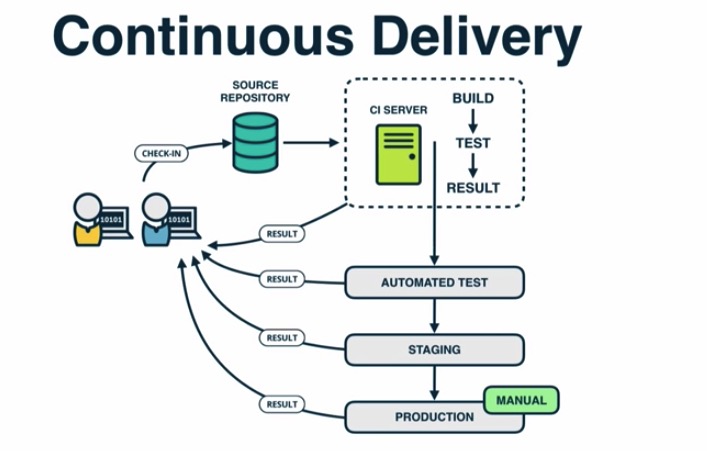 Continuous Delivery
SOURCE
REPOSITORY
CI SERVER
BUILD
TEST
RESULT
CHECK-IN
10101
10101
RESULT
RESULT
AUTOMATED TEST
RESULT
STAGING
MANUAL
RESULT
PRODUCTION